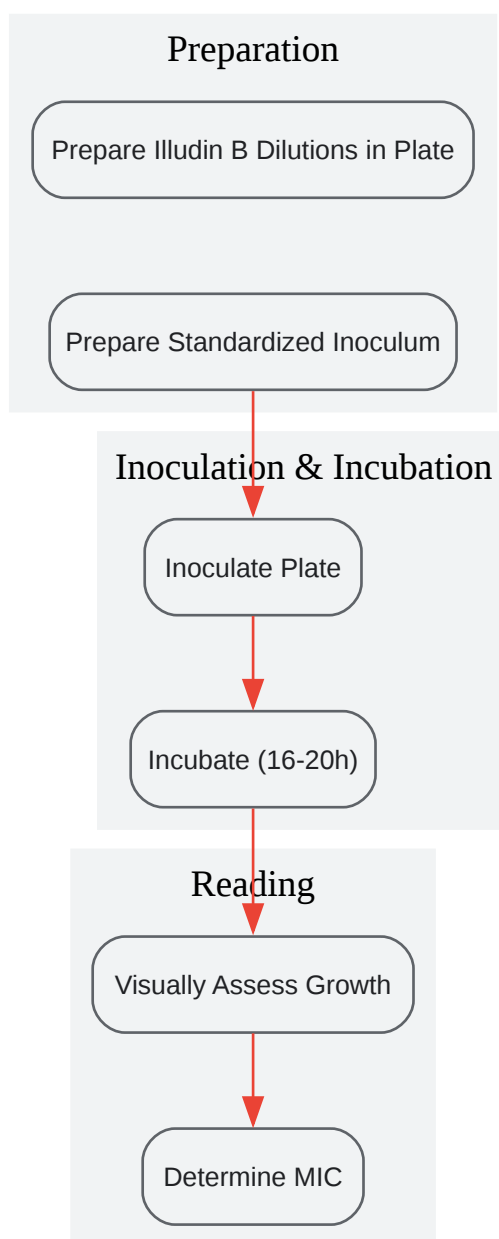 Preparation
Prepare Illudin B Dilutions in Plate
Prepare Standardized Inoculum
Inoculation & Incubation
Inoculate Plate
Incubate (16-20h)
Reading
Visually Assess Growth
Determine MIC